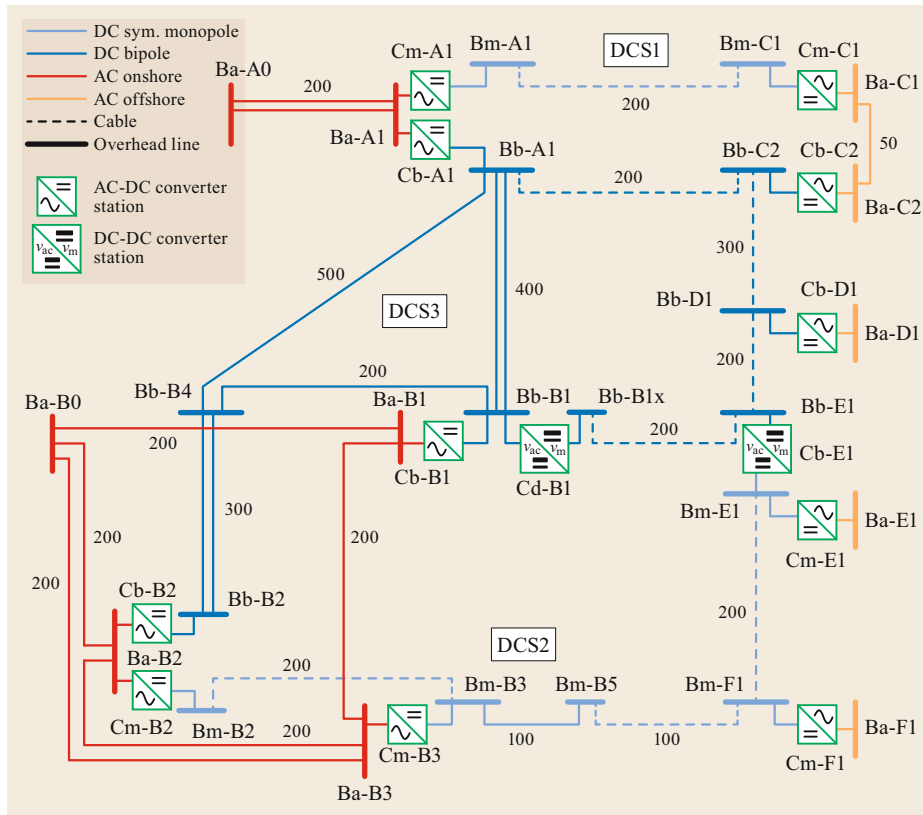 DC sym. monopole
DC bipole
AC onshore
AC offshore
Cable
Overhead line
AC-DC converter
station
v_ac v_m
DC-DC converter
station
Ba-A0
200
Cm-A1
Bm-A1
DCS1
Bm-C1
Cm-C1
Ba-C1
200
Ba-A1
50
Cb-A1
Bb-A1
200
Bb-C2
Cb-C2
Ba-C2
500
400
300
DCS3
Bb-D1
Cb-D1
Ba-D1
200
Ba-B0
Bb-B4
200
Ba-B1
Bb-B1
Bb-B1x
Bb-E1
200
Cb-B1
v_ac v_m
Cd-B1
200
v_ac v_m
Cb-E1
Bm-E1
Ba-E1
Cm-E1
300
200
200
200
Cb-B2
Bb-B2
200
Ba-B2
DCS2
200
Cm-B2
Bm-B2
Bm-B3
Bm-B5
Bm-F1
200
Cm-B3
100
100
Ba-F1
Cm-F1
Ba-B3